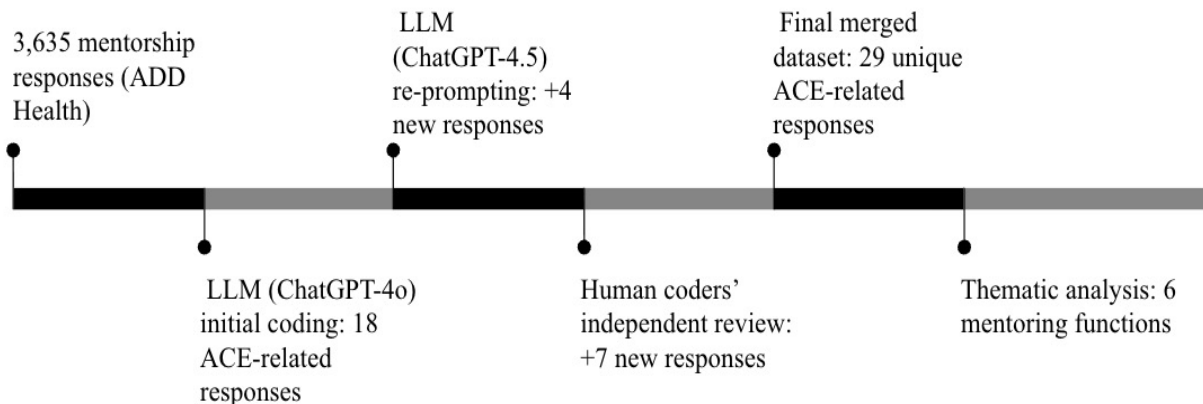 3,635 mentorship
responses (ADD
Health)
LLM (ChatGPT-4o)
initial coding: 18
ACE-related
responses
LLM
(ChatGPT-4.5)
re-prompting: +4
new responses
Human coders’
independent review:
+7 new responses
Final merged
dataset: 29 unique
ACE-related
responses
Thematic analysis: 6
mentoring functions